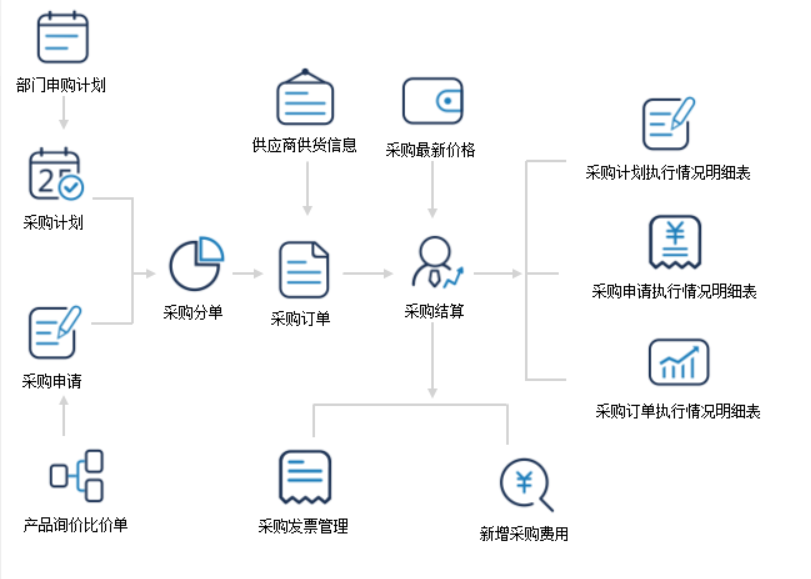 部门申购计划
供应商供货信息
采购最新价格
采购计划执行情况明细表
25
采购计划
采购申请执行情况明细表
采购分单
采购订单
采购结算
采购申请
采购订单执行情况明细表
产品询价比价单
采购发票管理
新增采购费用
¥
¥